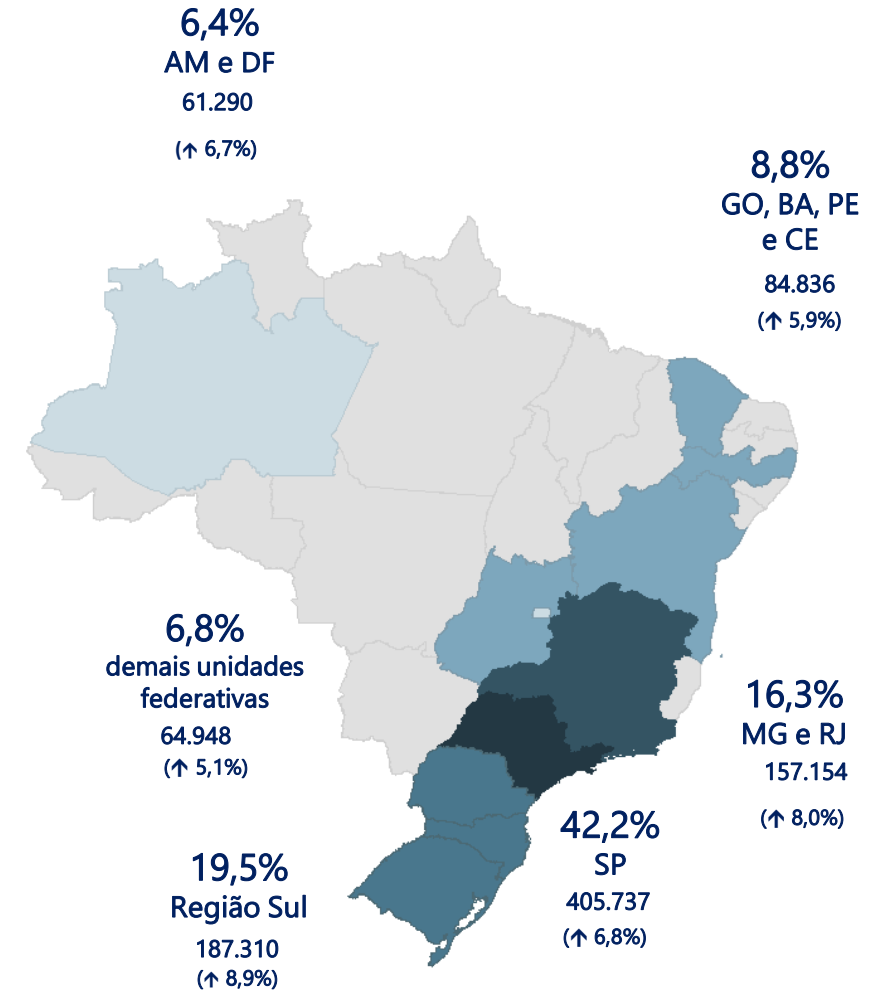 6,4%
AM e DF
61.290
(↑ 6,7%)
8,8%
GO, BA, PE
e CE
84.836
(↑ 5,9%)
6,8%
demais unidades
federativas
64.948
(↑ 5,1%)
16,3%
MG e RJ
157.154
(↑ 8,0%)
42,2%
SP
405.737
(↑ 6,8%)
19,5%
Região Sul
187.310
(↑ 8,9%)